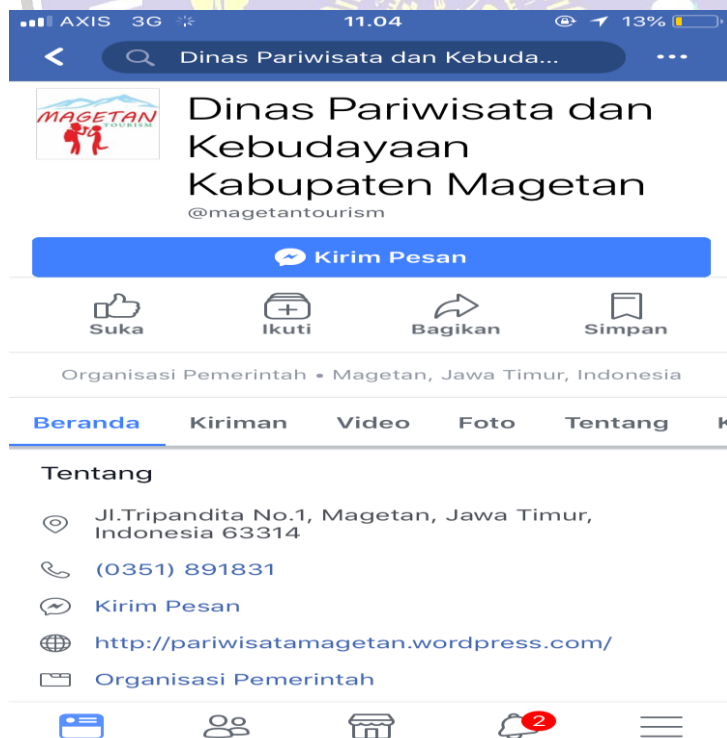 AXIS 3G 11.04 13%
Dinas Pariwisata dan Kebuda...
MAGETAN
TOURISM
Dinas Pariwisata dan
Kebudayaan
Kabupaten Magetan
@magetantourism
Kirim Pesan
Suka Ikuti Bagikan Simpan
Organisasi Pemerintah • Magetan, Jawa Timur, Indonesia
Beranda Kiriman Video Foto Tentang K
Tentang
Jl.Tripandita No.1, Magetan, Jawa Timur,
Indonesia 63314
(0351) 891831
Kirim Pesan
http://pariwisatamagetan.wordpress.com/
Organisasi Pemerintah
2